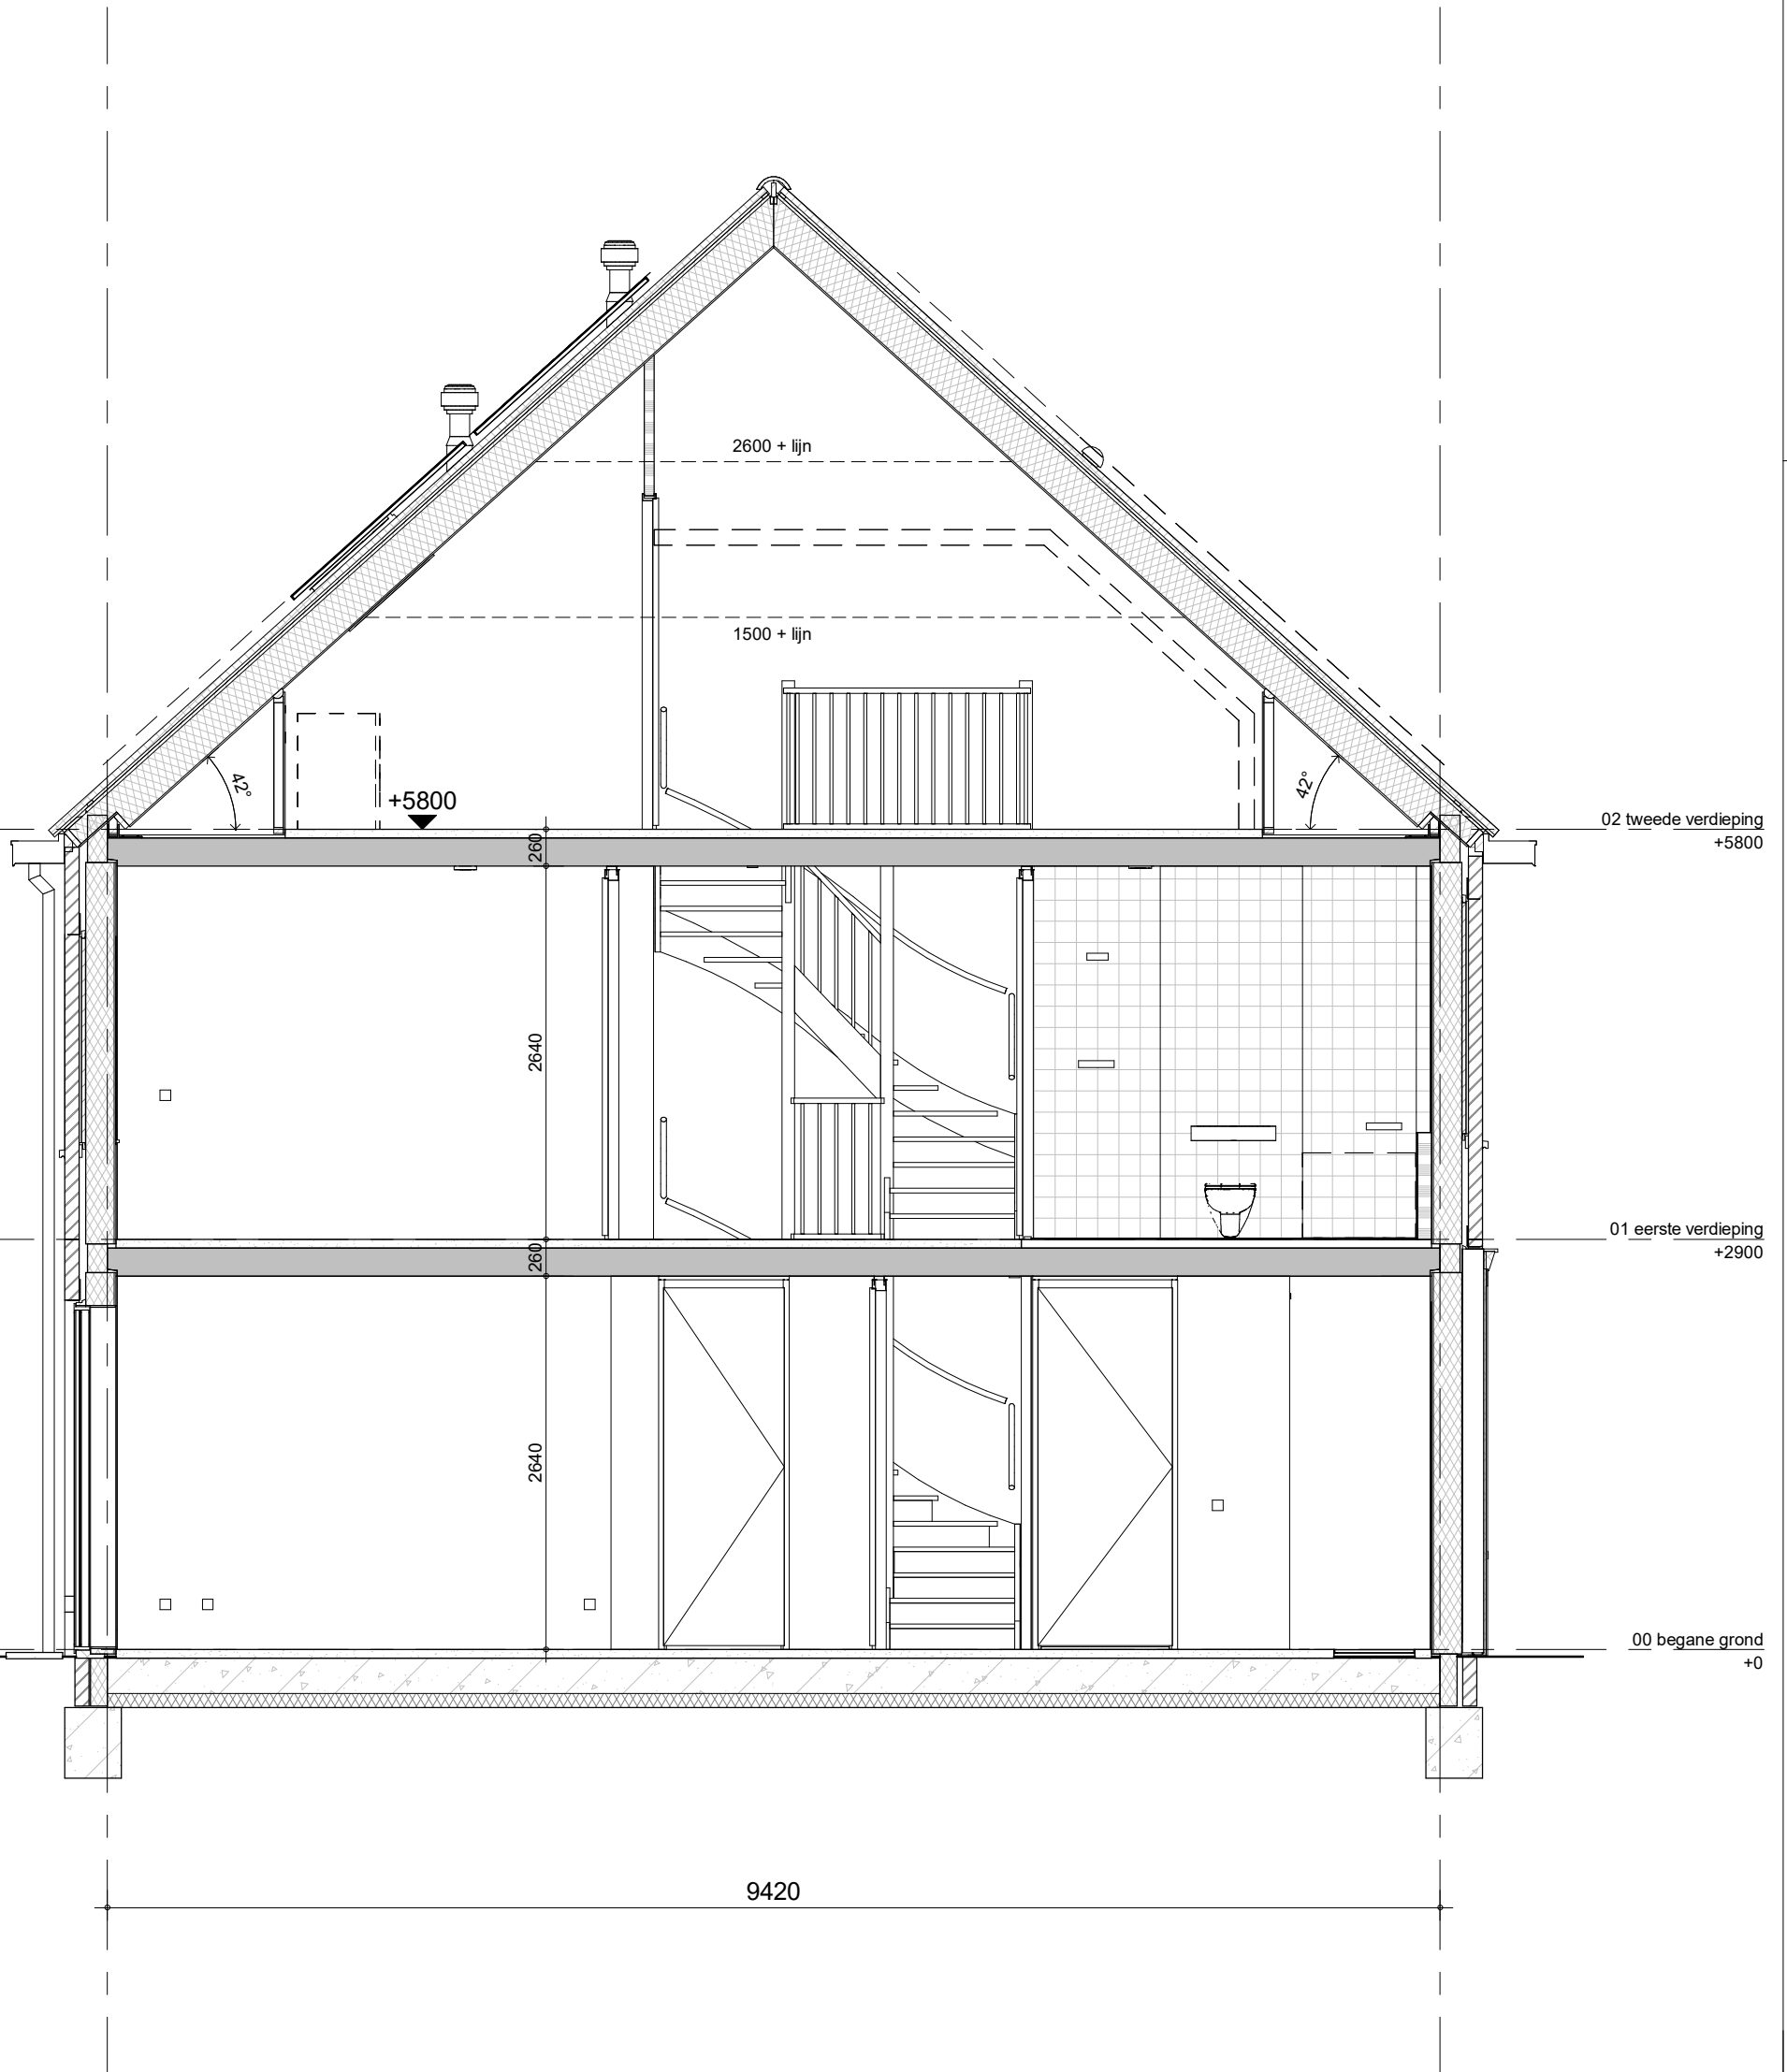 2600 + lijn
1500 + lijn
42°
42°
+5800
02 tweede verdieping
+5800
260
2640
01 eerste verdieping
+2900
260
2640
00 begane grond
+0
9420